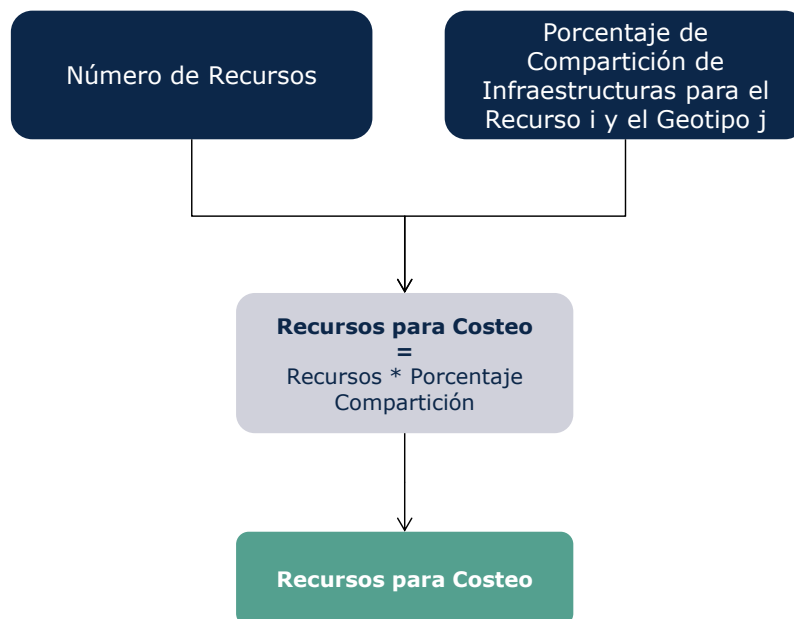 Número de Recursos
Porcentaje de
Compartición de
Infraestructuras para el
Recurso i y el Geotipo j
Recursos para Costeo
=
Recursos * Porcentaje
Compartición
Recursos para Costeo